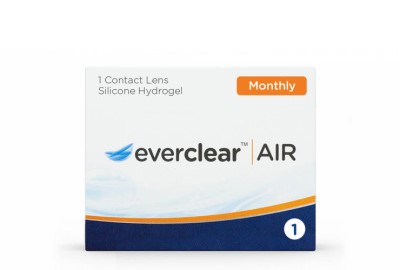 1 Contact Lens
Silicone Hydrogel
Monthly
everclear™ | AIR
1